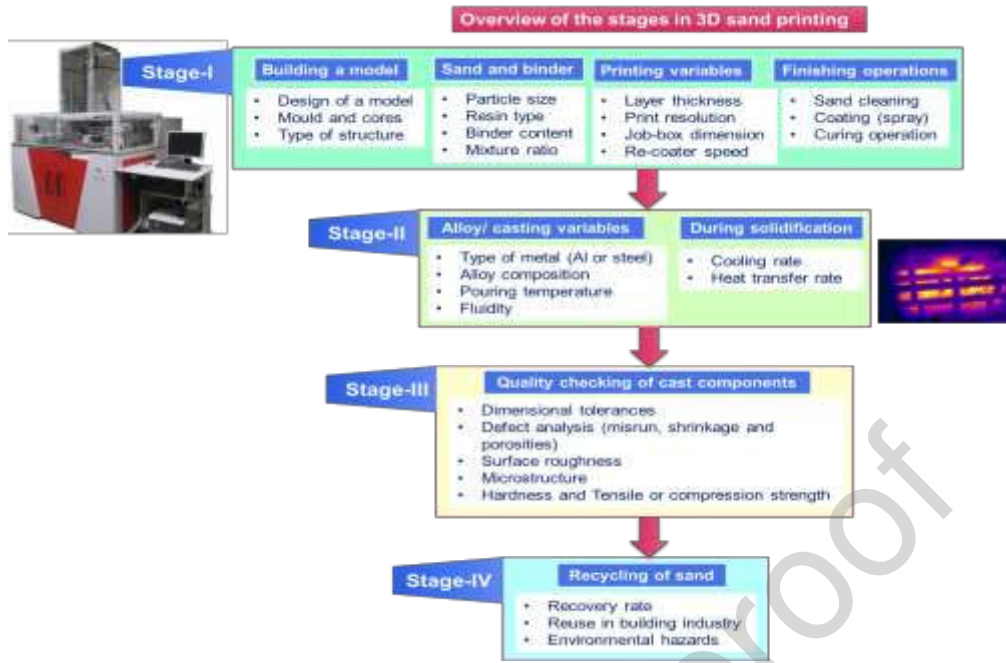 Overview of the stages in 3D sand printing
Stage-I
Building a model
• Design of a model
• Mould and cores
• Type of structure
Sand and binder
• Particle size
• Resin type
• Binder content
• Mixture ratio
Printing variables
• Layer thickness
• Print resolution
• Job-box dimension
• Re-coater speed
Finishing operations
• Sand cleaning
• Coating (spray)
• Curing operation
Stage-II
Alloy/ casting variables
• Type of metal (Al or steel)
• Alloy composition
• Pouring temperature
• Fluidity
During solidification
• Cooling rate
• Heat transfer rate
Stage-III
Quality checking of cast components
• Dimensional tolerances
• Defect analysis (misrun, shrinkage and
porosities)
• Surface roughness
• Microstructure
• Hardness and Tensile or compression strength
Stage-IV
Recycling of sand
• Recovery rate
• Reuse in building industry
• Environmental hazards
proof